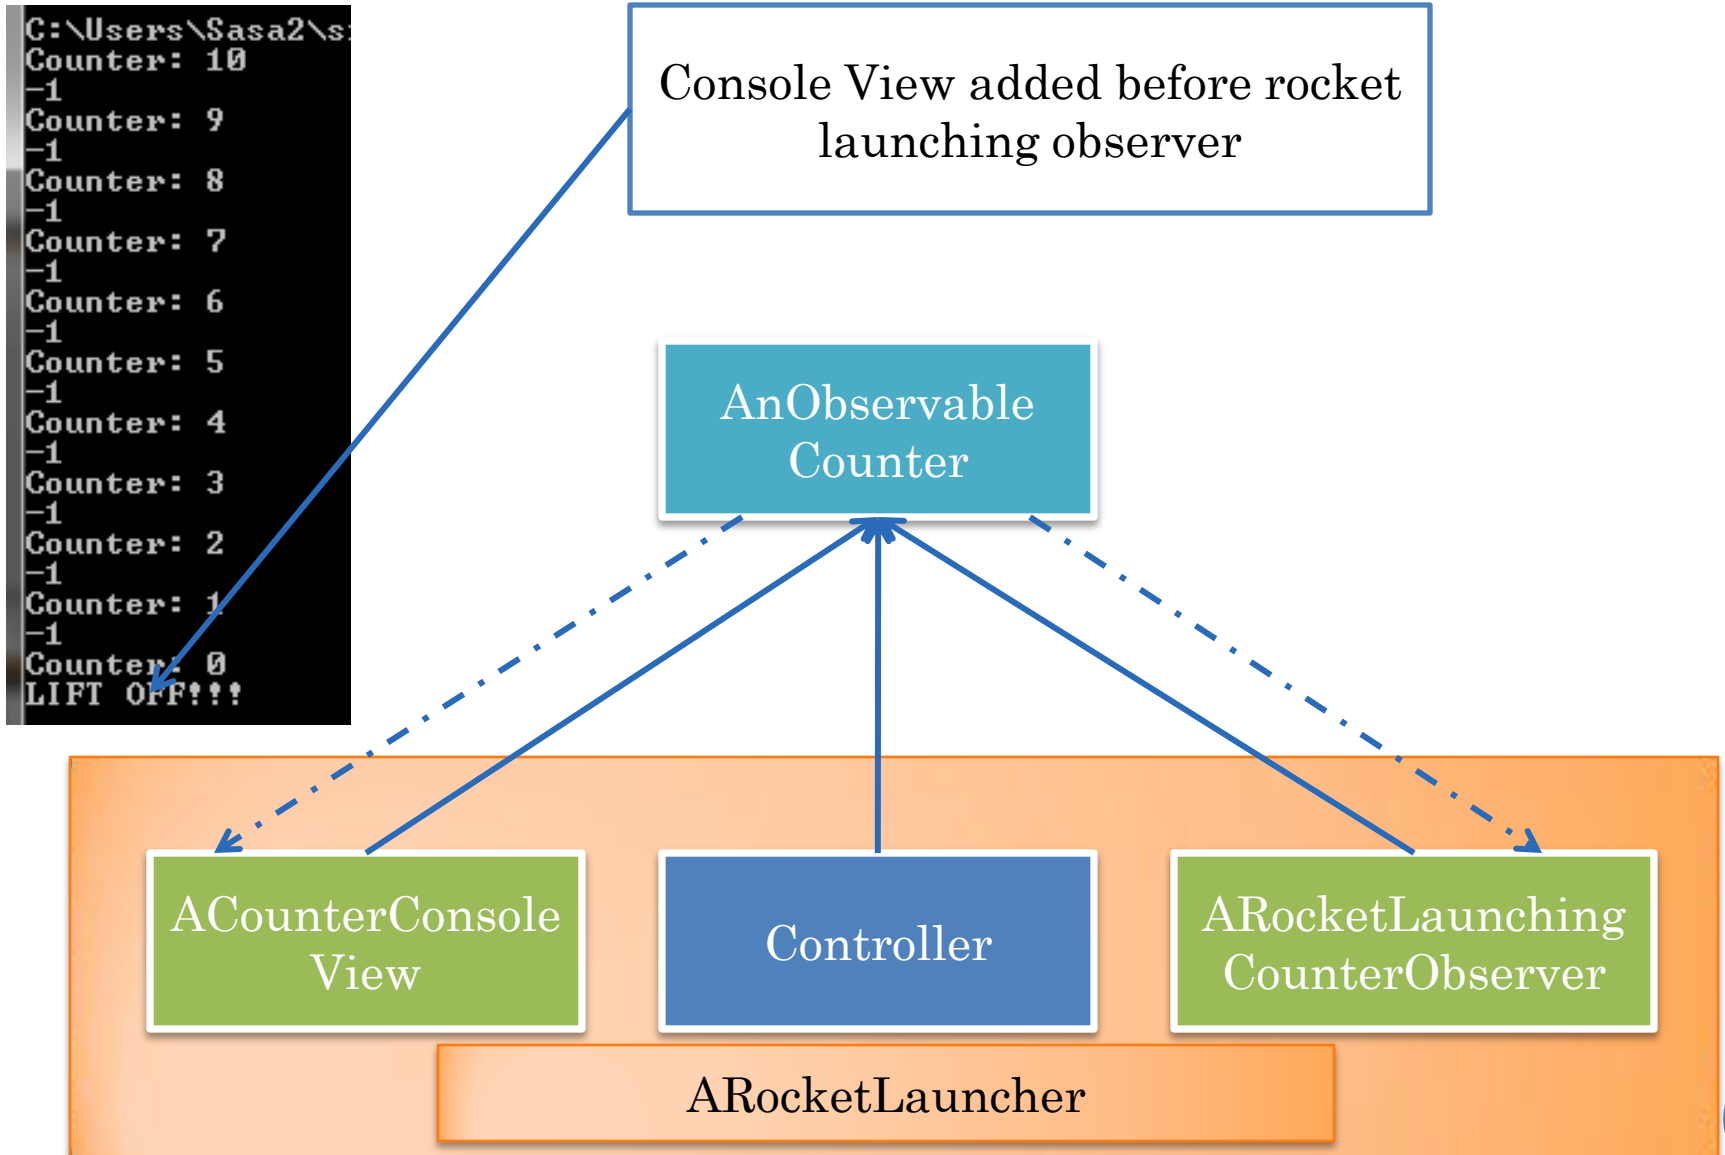 C:\Users\Sasa2\s
Counter: 10
-1
Counter: 9
-1
Counter: 8
-1
Counter: 7
-1
Counter: 6
-1
Counter: 5
-1
Counter: 4
-1
Counter: 3
-1
Counter: 2
-1
Counter: 1
-1
Counter: 0
LIFT OFF!!!
Console View added before rocket
launching observer
AnObservable
Counter
ACounterConsole
View
Controller
ARocketLaunching
CounterObserver
ARocketLauncher